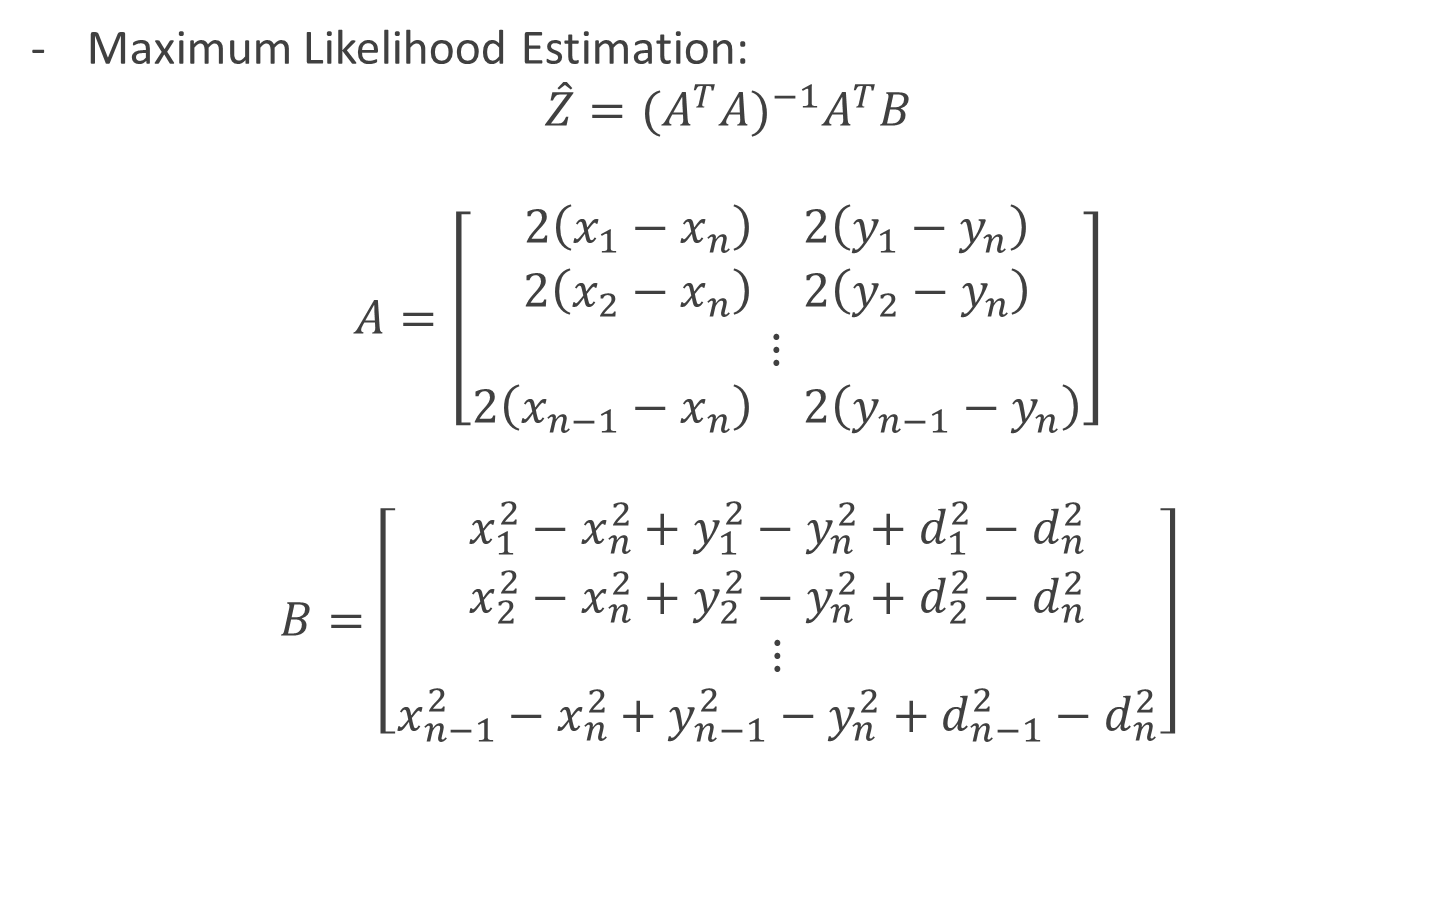 - Maximum Likelihood Estimation:
Ẑ = (AᵀA)⁻¹AᵀB
A = [
2(x₁ − xₙ) 2(y₁ − yₙ)
2(x₂ − xₙ) 2(y₂ − yₙ)
⋮
2(xₙ₋₁ − xₙ) 2(yₙ₋₁ − yₙ)
]
B = [
x₁² − xₙ² + y₁² − yₙ² + d₁² − dₙ²
x₂² − xₙ² + y₂² − yₙ² + d₂² − dₙ²
⋮
xₙ₋₁² − xₙ² + yₙ₋₁² − yₙ² + dₙ₋₁² − dₙ²
]